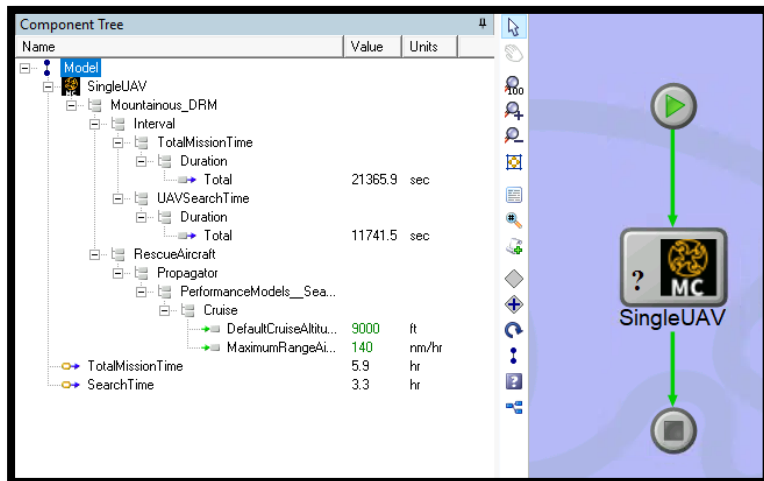 Component Tree
Name Value Units
Model
SingleUAV
Mountainous_DRM
Interval
TotalMissionTime
Duration
Total 21365.9 sec
UAVSearchTime
Duration
Total 11741.5 sec
RescueAircraft
Propagator
PerformanceModels__Sea...
Cruise
DefaultCruiseAltitu... 9000 ft
MaximumRangeAi... 140 nm/hr
TotalMissionTime 5.9 hr
SearchTime 3.3 hr
MC
100
?
? MC
SingleUAV